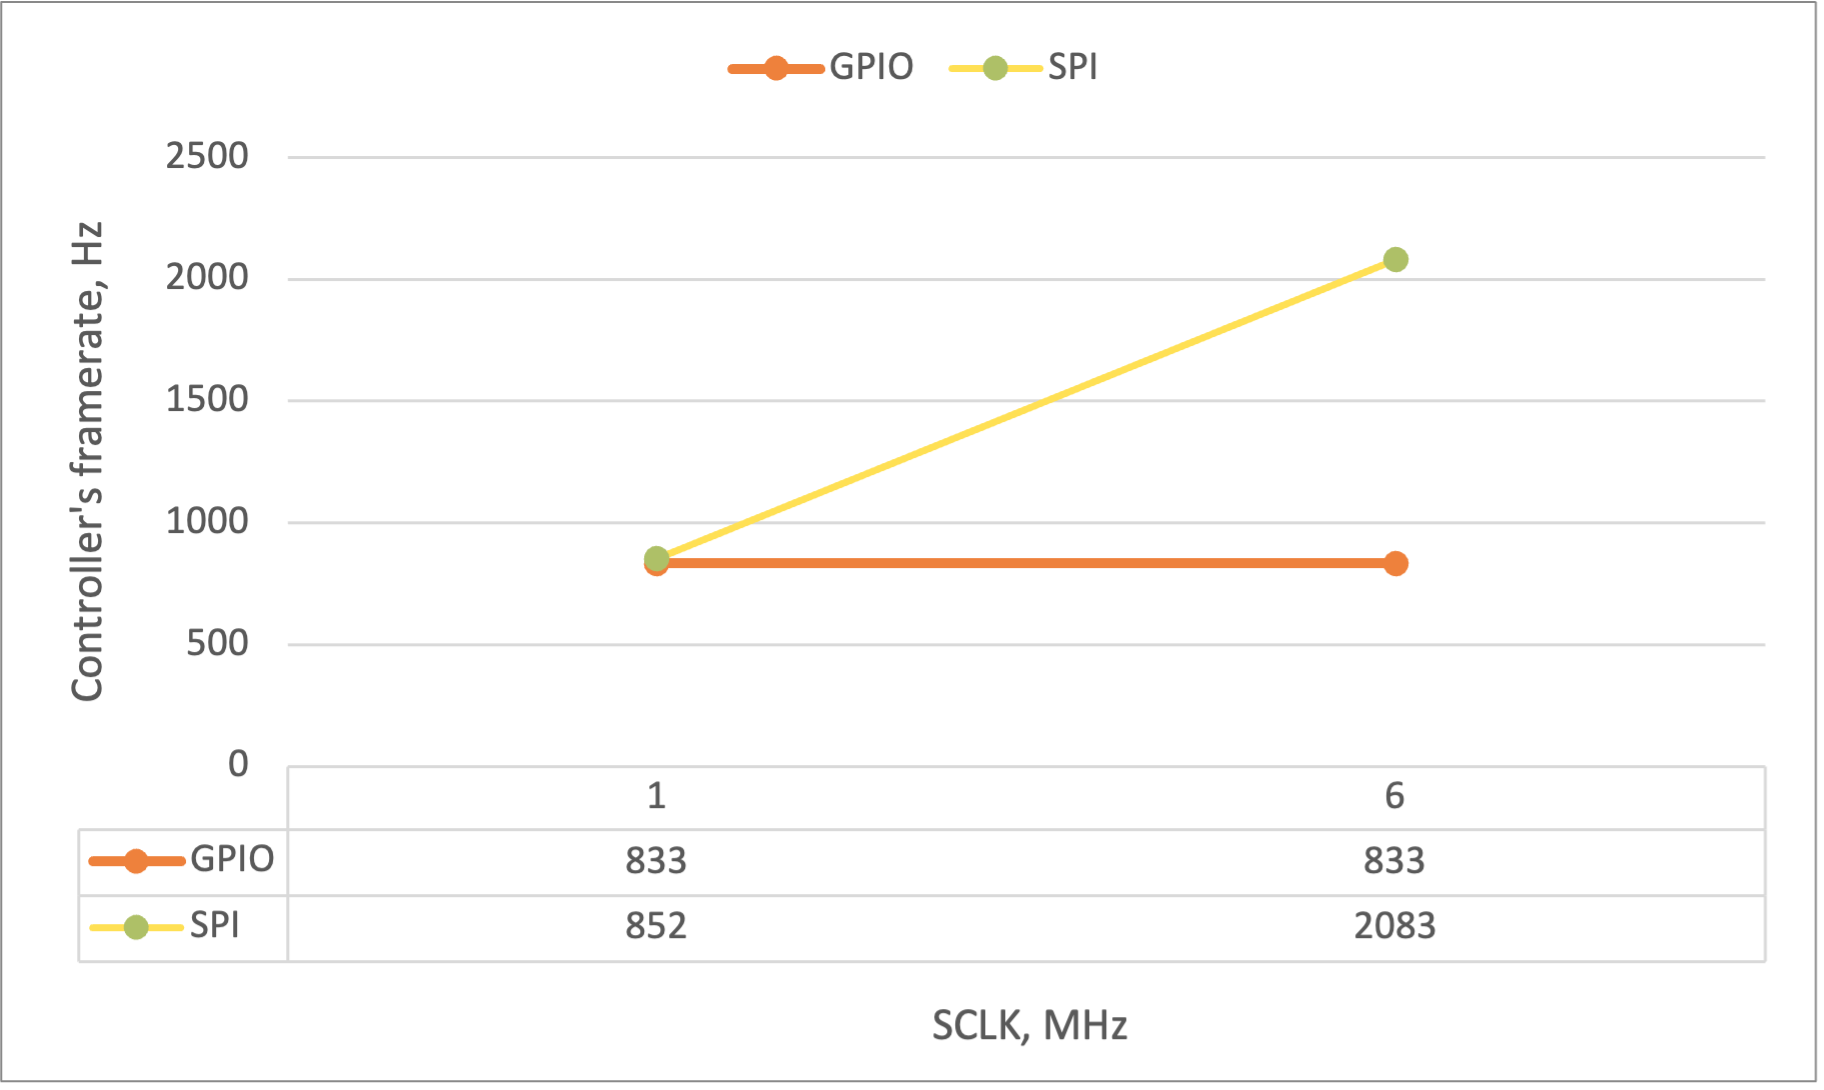 GPIO SPI
2500
2000
1500
1000
500
0
Controller's framerate, Hz
1 6
GPIO 833 833
SPI 852 2083
SCLK, MHz